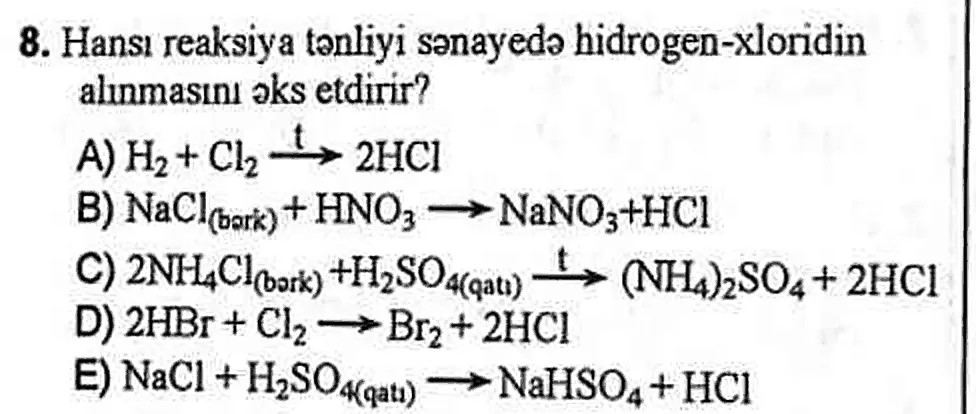 8. Hansı reaksiya tənliyi sənayedə hidrogen-xloridin
alınmasını əks etdirir?
A) H₂ + Cl₂ —t→ 2HCl
B) NaCl(bərk) + HNO₃ ⟶ NaNO₃+HCl
C) 2NH₄Cl(bərk) +H₂SO₄(qatı) —t→ (NH₄)₂SO₄ + 2HCl
D) 2HBr + Cl₂ ⟶ Br₂ + 2HCl
E) NaCl + H₂SO₄(qatı) ⟶ NaHSO₄ + HCl